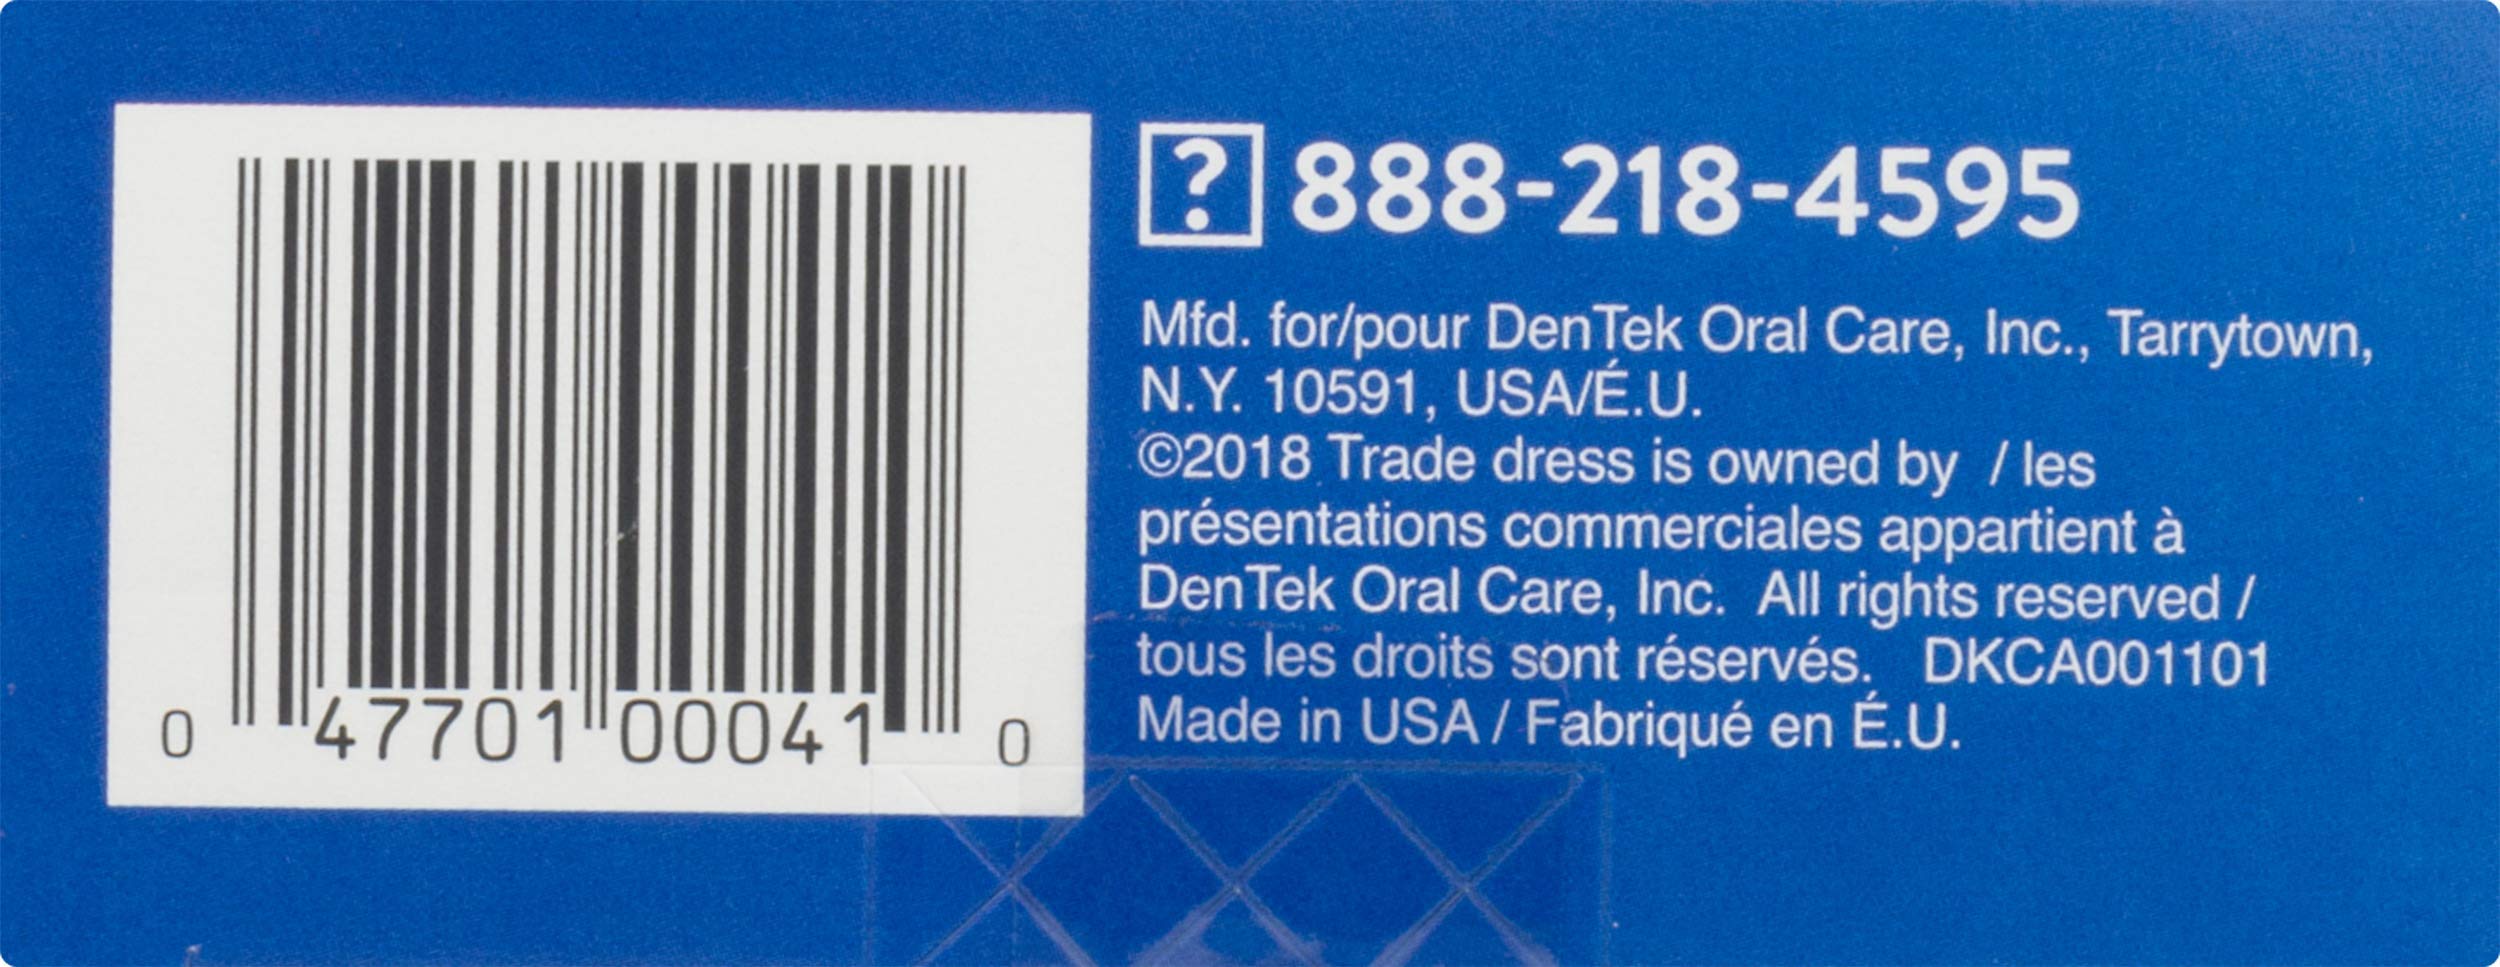 0 47701 00041 0
? 888-218-4595
Mfd. for/pour DenTek Oral Care, Inc., Tarrytown,
N.Y. 10591, USA/É.U.
©2018 Trade dress is owned by / les
présentations commerciales appartient à
DenTek Oral Care, Inc. All rights reserved /
tous les droits sont réservés. DKCA001101
Made in USA / Fabriqué en É.U.